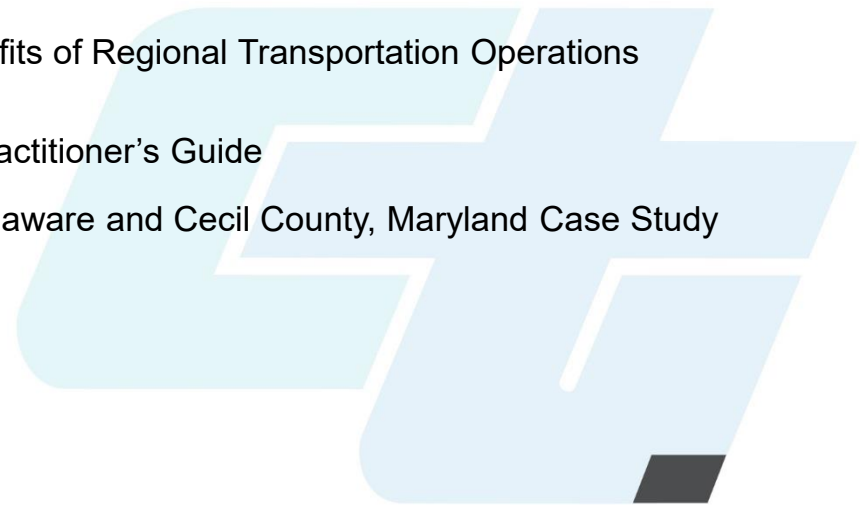 fits of Regional Transportation Operations
actitioner’s Guide
aware and Cecil County, Maryland Case Study